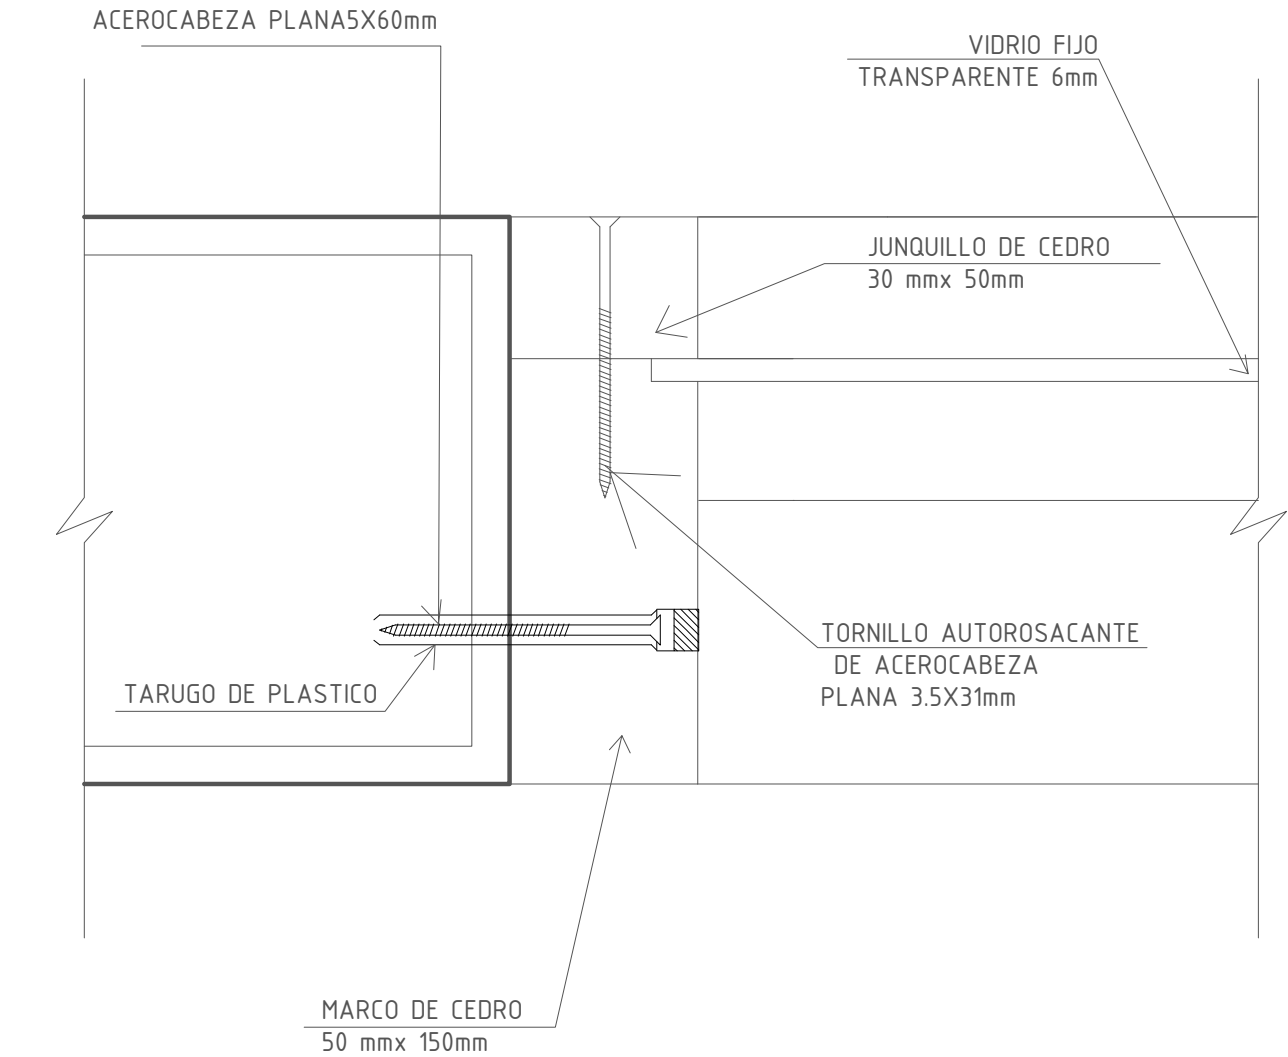 ACEROCABEZA PLANA5X60mm
VIDRIO FIJO
TRANSPARENTE 6mm
JUNQUILLO DE CEDRO
30 mmx 50mm
TORNILLO AUTOROSACANTE
DE ACEROCABEZA
PLANA 3.5X31mm
TARUGO DE PLASTICO
MARCO DE CEDRO
50 mmx 150mm